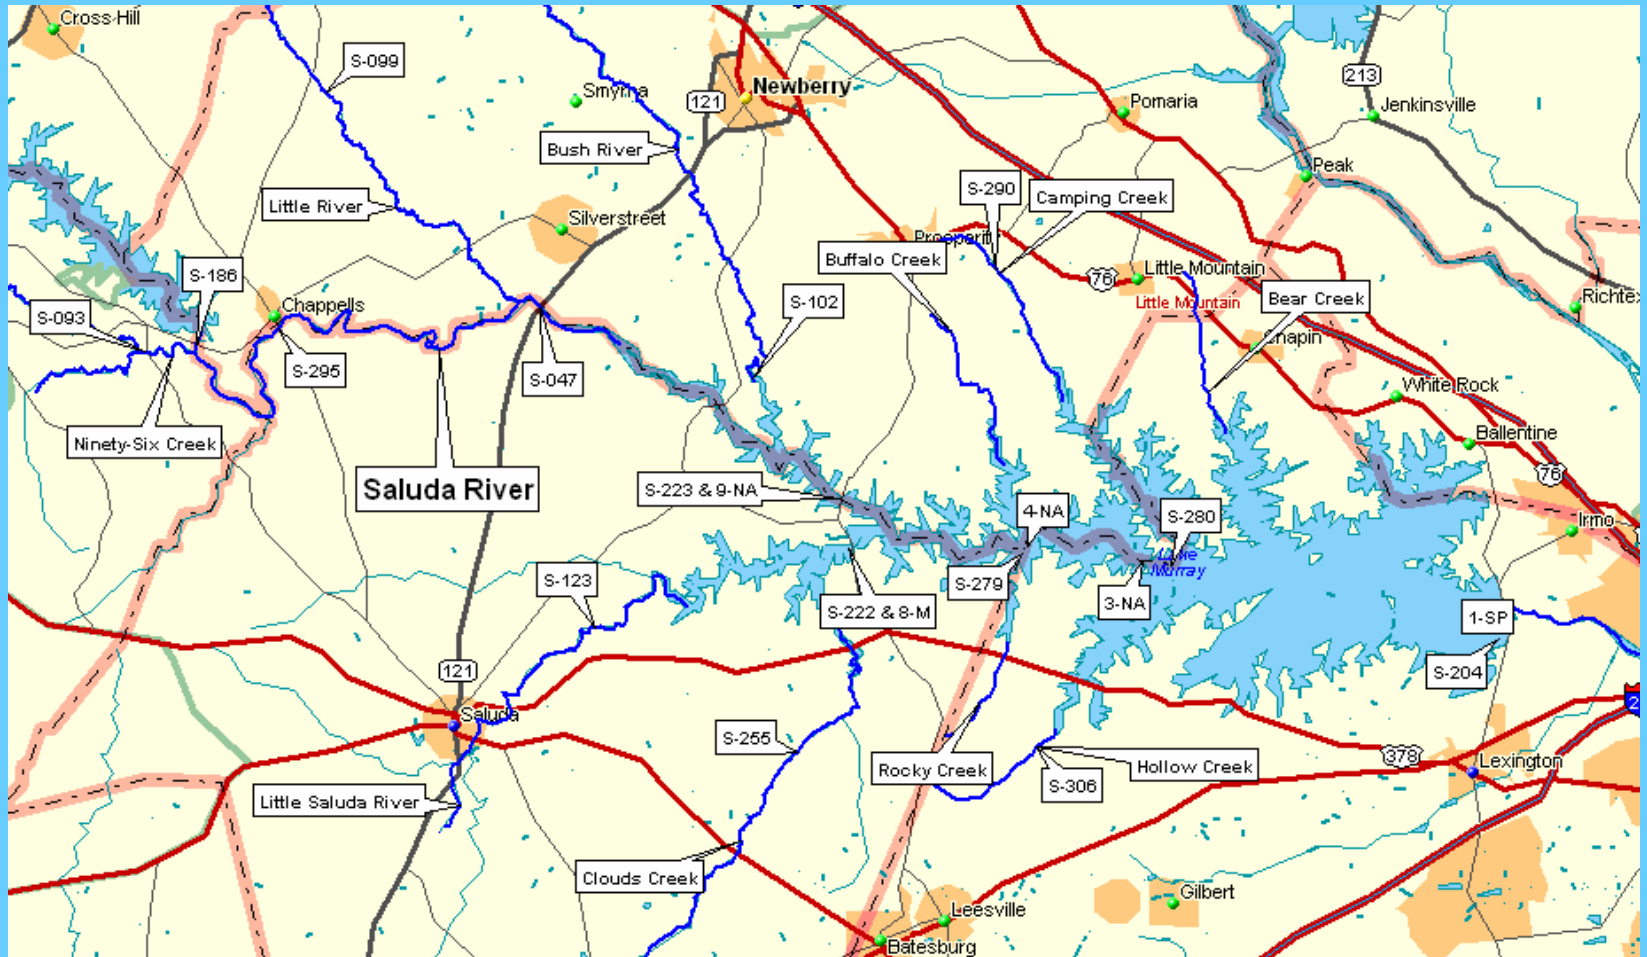 Cross Hill
S-099
Smyrna
121
Newberry
213
Pomaria
Jenkinsville
Bush River
Peak
S-290
Camping Creek
Little River
Silverstreet
Prosperity
Buffalo Creek
S-186
76
Little Mountain
Little Mountain
Bear Creek
S-093
Chappells
S-102
Chapin
S-295
S-047
White Rock
Ninety-Six Creek
Ballentine
76
Saluda River
S-223 & 9-NA
4-NA
S-280
Irmo
Lake
Murray
S-123
S-279
3-NA
S-222 & 8-M
1-SP
121
S-204
Saluda
S-255
Rocky Creek
Hollow Creek
378
Lexington
S-306
Little Saluda River
Clouds Creek
Gilbert
Leesville
Batesburg